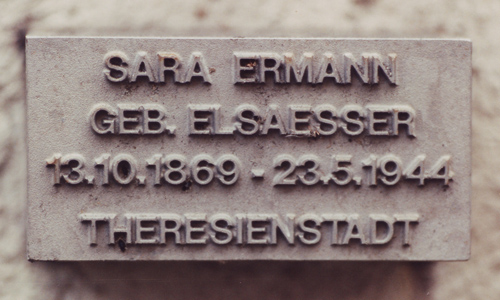 SARA ERMANN
GEB. ELSAESSER
13.10.1869 - 23.5.1944
THERESIENSTADT